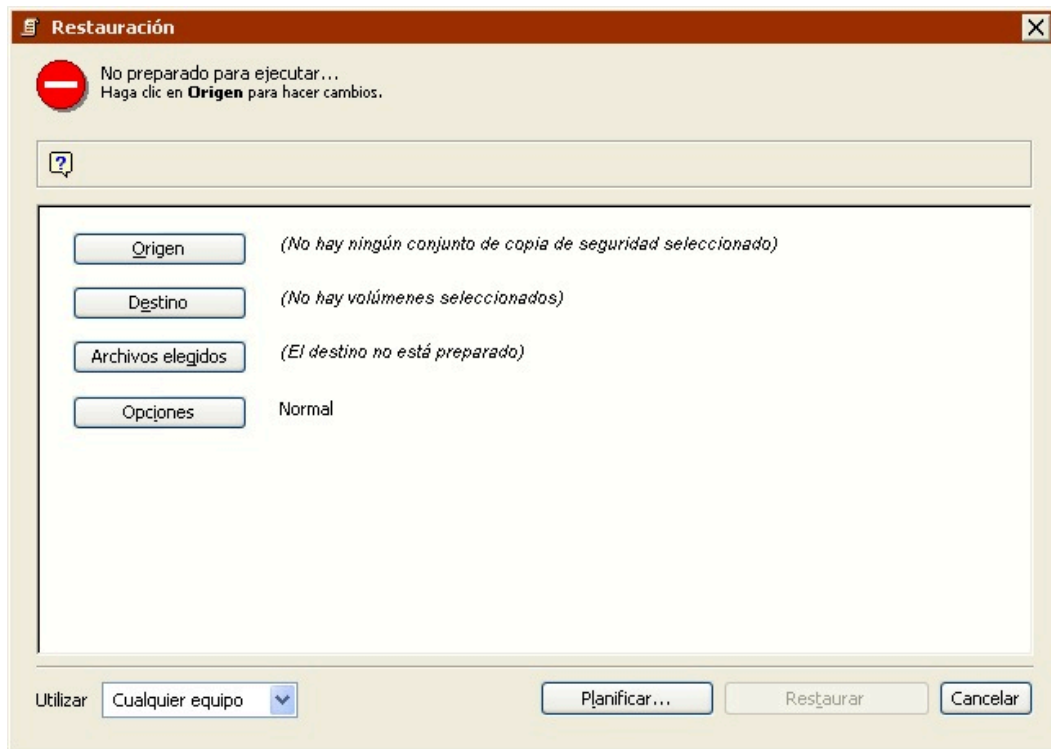 Restauración
No preparado para ejecutar...
Haga clic en Origen para hacer cambios.
Origen (No hay ningún conjunto de copia de seguridad seleccionado)
Destino (No hay volúmenes seleccionados)
Archivos elegidos (El destino no está preparado)
Opciones Normal
Utilizar Cualquier equipo Planificar... Restaurar Cancelar